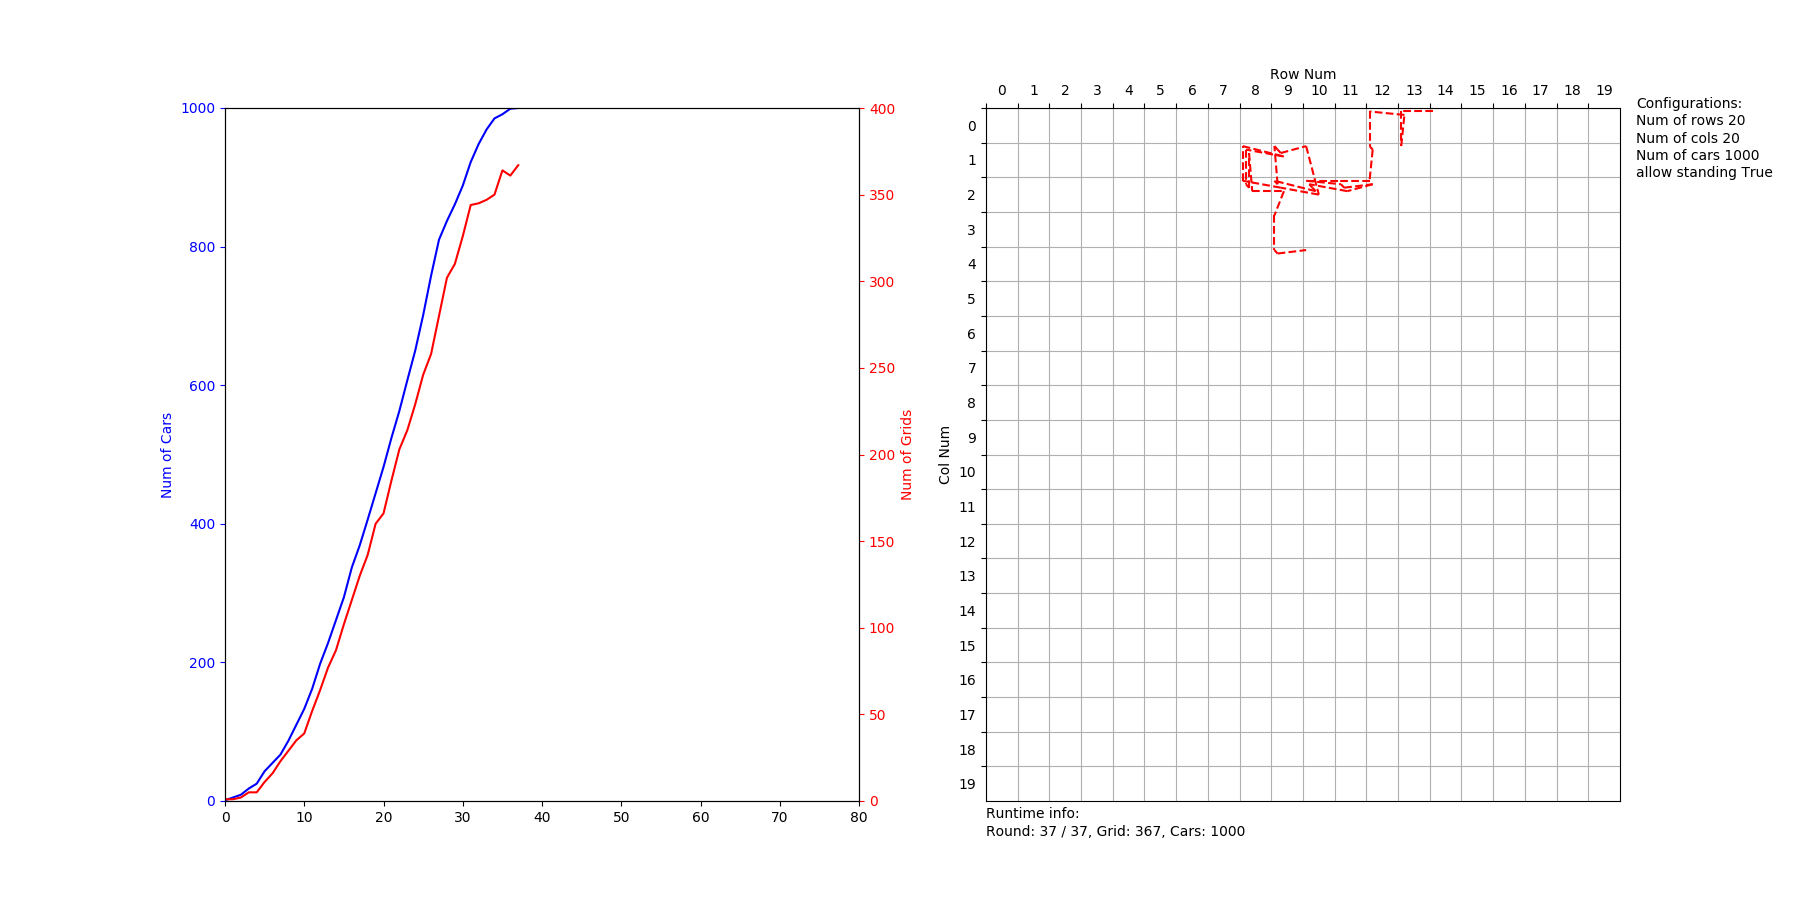 Row Num
0 1 2 3 4 5 6 7 8 9 10 11 12 13 14 15 16 17 18 19
1000
800
600
400
200
0
Num of Cars
0 10 20 30 40 50 60 70 80
400
350
300
250
200
150
100
50
0
Num of Grids
Col Num
0
1
2
3
4
5
6
7
8
9
10
11
12
13
14
15
16
17
18
19
Configurations:
Num of rows 20
Num of cols 20
Num of cars 1000
allow standing True
Runtime info:
Round: 37 / 37, Grid: 367, Cars: 1000